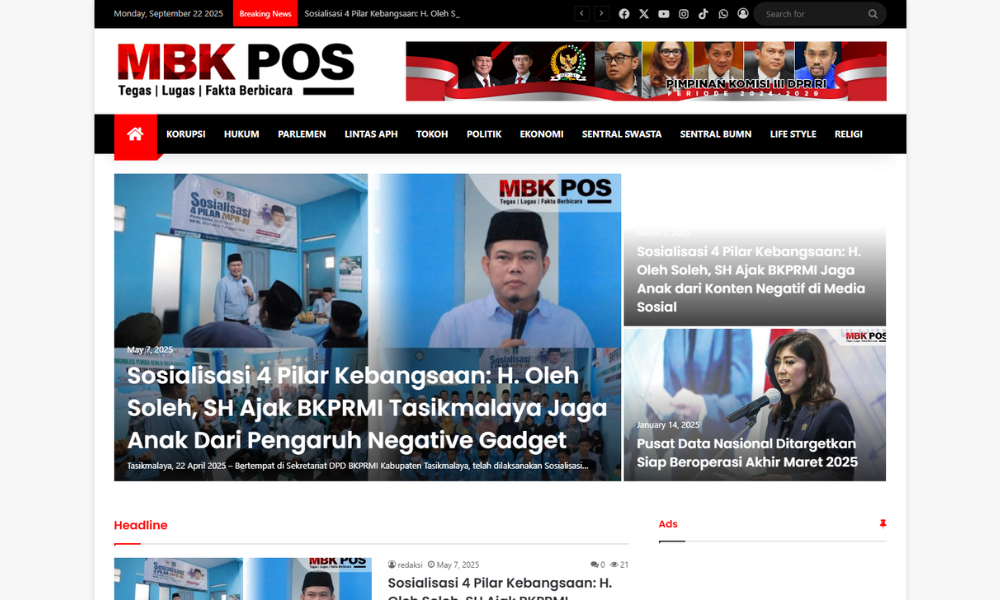 Monday, September 22 2025
Breaking News
Sosialisasi 4 Pilar Kebangsaan: H. Oleh S_
Search for
MBK POS
Tegas | Lugas | Fakta Berbicara
PIMPINAN KOMISI III DPR RI
PERIODE 2024-2029
KORUPSI HUKUM PARLEMEN LINTAS APH TOKOH POLITIK EKONOMI SENTRAL SWASTA SENTRAL BUMN LIFE STYLE RELIGI
Sosialisasi
4 PILAR MPR-RI
MBK POS
Tegas | Lugas | Fakta Berbicara
May 7, 2025
Sosialisasi 4 Pilar Kebangsaan: H. Oleh
Soleh, SH Ajak BKPRMI Tasikmalaya Jaga
Anak Dari Pengaruh Negative Gadget
Tasikmalaya, 22 April 2025 – Bertempat di Sekretariat DPD BKPRMI Kabupaten Tasikmalaya, telah dilaksanakan Sosialisasi...
Sosialisasi 4 Pilar Kebangsaan: H.
Oleh Soleh, SH Ajak BKPRMI Jaga
Anak dari Konten Negatif di Media
Sosial
MBK POS
January 14, 2025
Pusat Data Nasional Ditargetkan
Siap Beroperasi Akhir Maret 2025
Headline
Ads
MBK POS
redaksi May 7, 2025 0 21
Sosialisasi 4 Pilar Kebangsaan: H.
Oleh Soleh, SH Ajak BKPRMI